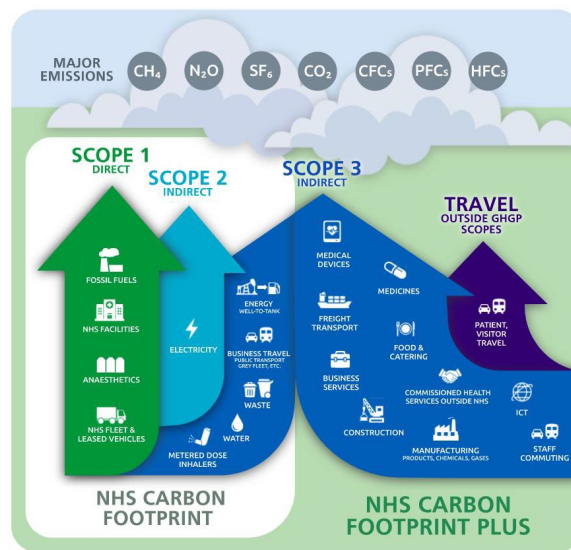 MAJOR
EMISSIONS
CH₄
N₂O
SF₆
CO₂
CFCs
PFCs
HFCs
SCOPE 1
DIRECT
FOSSIL FUELS
NHS FACILITIES
ANAESTHETICS
NHS FLEET &
LEASED VEHICLES
SCOPE 2
INDIRECT
ELECTRICITY
SCOPE 3
INDIRECT
ENERGY
WELL-TO-TANK
BUSINESS TRAVEL
PUBLIC TRANSPORT
GREY FLEET, ETC.
WASTE
WATER
METERED DOSE
INHALERS
MEDICAL
DEVICES
MEDICINES
FREIGHT
TRANSPORT
FOOD &
CATERING
BUSINESS
SERVICES
COMMISSIONED HEALTH
SERVICES OUTSIDE NHS
CONSTRUCTION
MANUFACTURING
PRODUCTS, CHEMICALS, GASES
ICT
STAFF
COMMUTING
TRAVEL
OUTSIDE GHGP
SCOPES
PATIENT,
VISITOR
TRAVEL
NHS CARBON
FOOTPRINT
NHS CARBON
FOOTPRINT PLUS